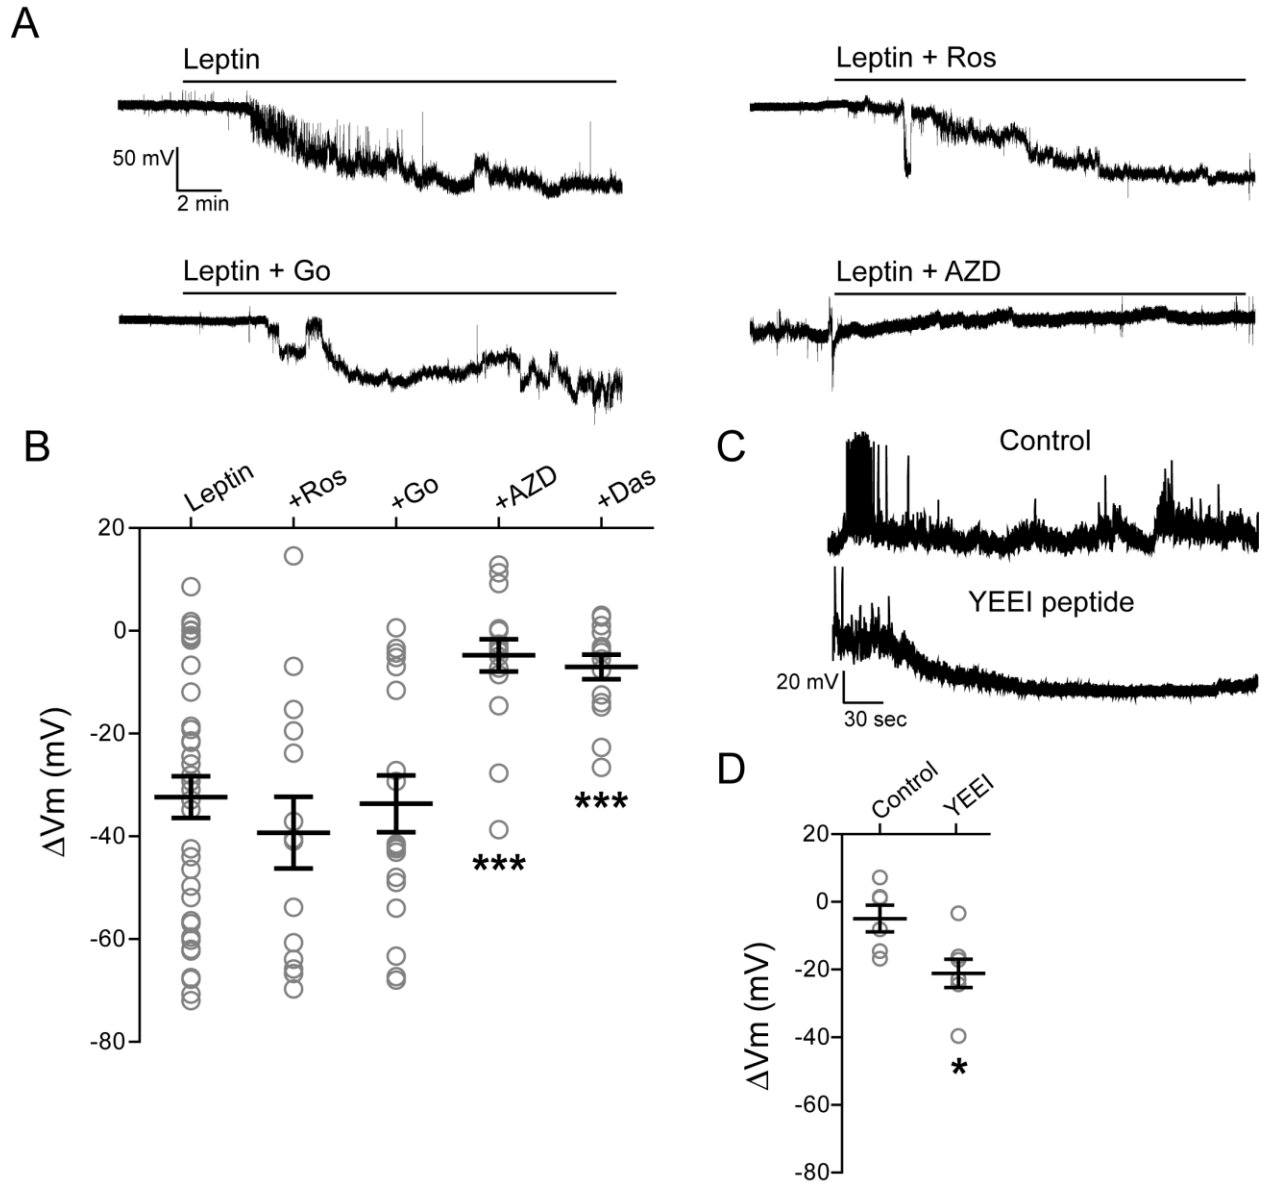 A
Leptin
50 mV
2 min
Leptin + Ros
Leptin + Go
Leptin + AZD
B
Leptin
+Ros
+Go
+AZD
+Das
20
0
-20
-40
-60
-80
ΔVm (mV)
***
***
C
Control
YEEI peptide
20 mV
30 sec
D
Control
YEEI
20
0
-20
-40
-60
-80
ΔVm (mV)
*